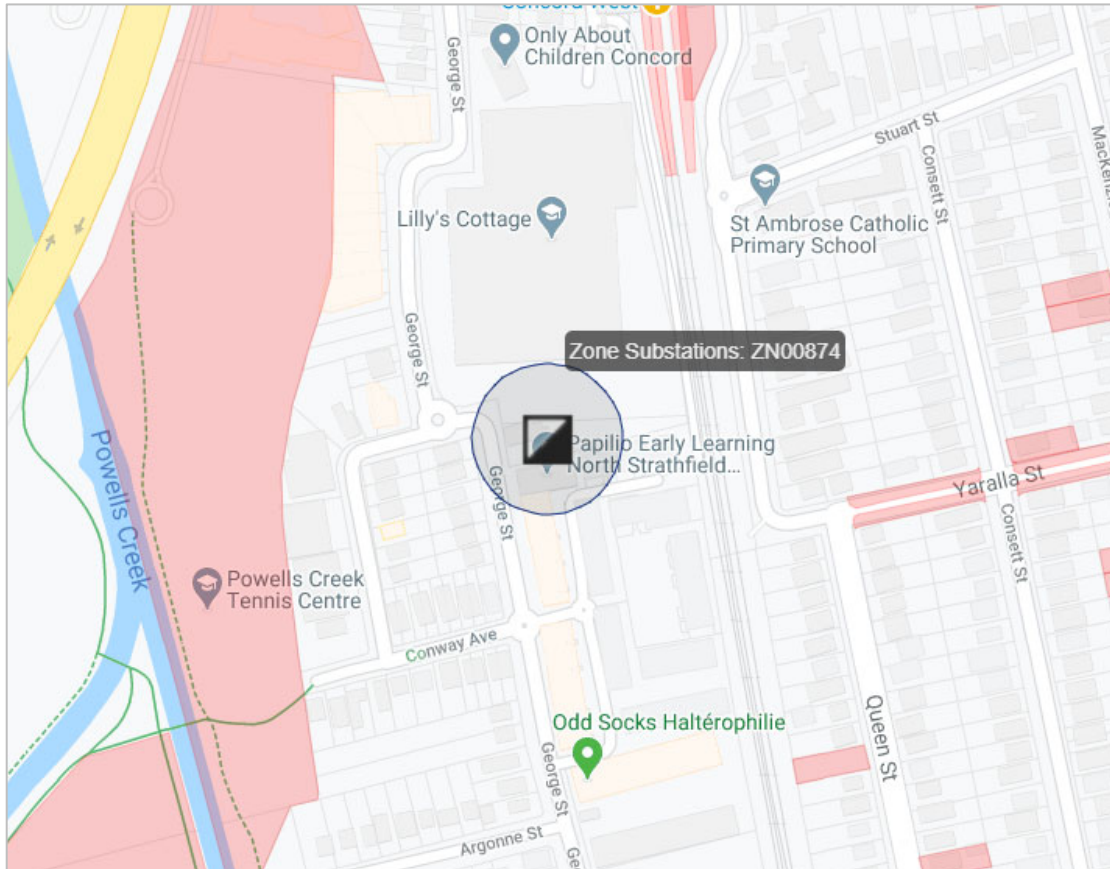 Concord West
Only About
Children Concord
George St
Stuart St
Consett St
Lilly's Cottage
St Ambrose Catholic
Primary School
George St
Zone Substations: ZN00874
Papilio Early Learning
North Strathfield...
George St
Yaralla St
Consett St
Powells Creek
Powells Creek
Tennis Centre
Conway Ave
Queen St
Odd Socks Haltérophilie
George St
Argonne St